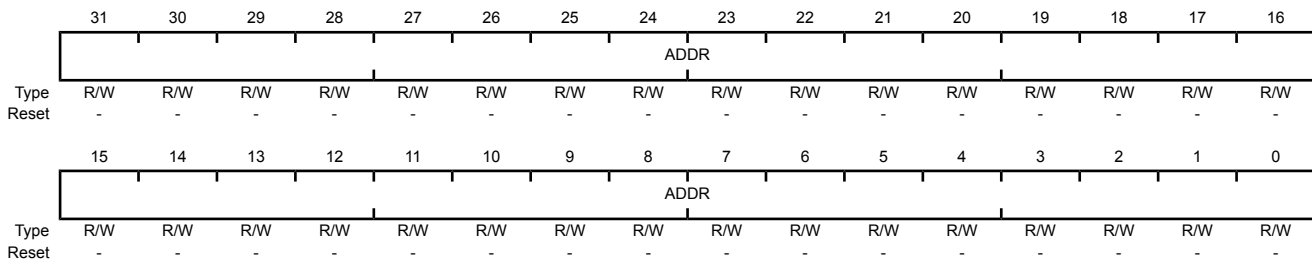 31 30 29 28 27 26 25 24 23 22 21 20 19 18 17 16
ADDR
Type R/W R/W R/W R/W R/W R/W R/W R/W R/W R/W R/W R/W R/W R/W R/W R/W
Reset - - - - - - - - - - - - - - - -
15 14 13 12 11 10 9 8 7 6 5 4 3 2 1 0
ADDR
Type R/W R/W R/W R/W R/W R/W R/W R/W R/W R/W R/W R/W R/W R/W R/W R/W
Reset - - - - - - - - - - - - - - - -